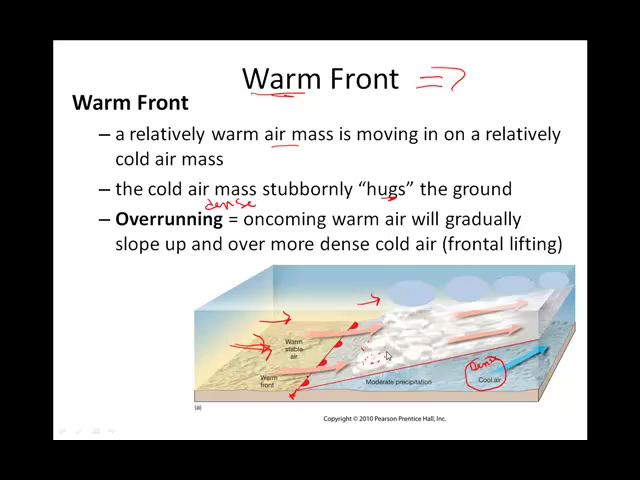 Warm Front =>
Warm Front
– a relatively warm air mass is moving in on a relatively
cold air mass
– the cold air mass stubbornly “hugs” the ground
dense
– Overrunning = oncoming warm air will gradually
slope up and over more dense cold air (frontal lifting)
Warm
stable
air
Warm
front
Moderate precipitation
Dense
Cool air
(a)
Copyright © 2010 Pearson Prentice Hall, Inc.